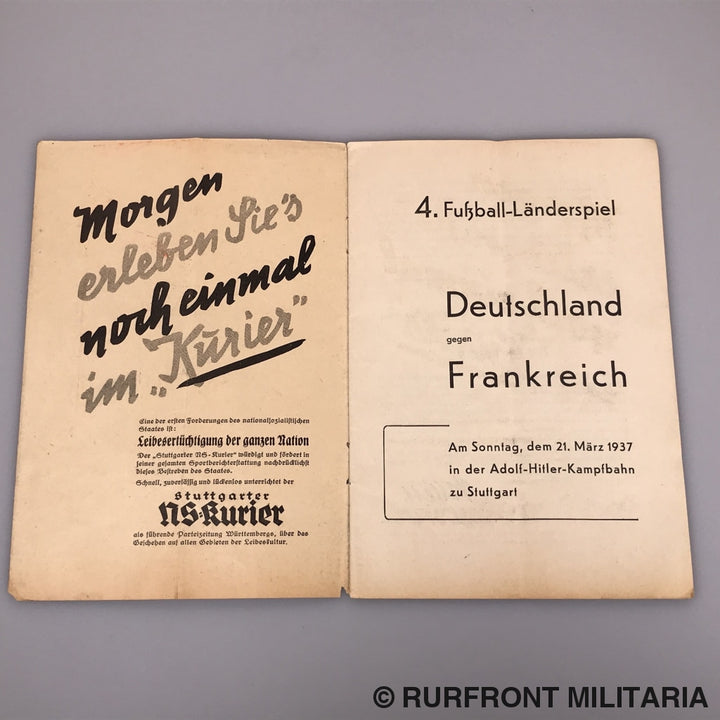 Morgen
erleben Sie's
noch einmal
im „Kurier"
Eine der ersten Forderungen des nationalsozialistischen
Staates ist:
Leibesertüchtigung der ganzen Nation
Der „Stuttgarter NS-Kurier" würdigt und fördert in
seiner gesamten Sportberichterstattung nachdrücklichst
dieses Bestreben des Staates.
Schnell, zuverlässig und lückenlos unterrichtet der
Stuttgarter
NS-Kurier
als führende Parteizeitung Württembergs, über das
Geschehen auf allen Gebieten der Leibeskultur.
4. Fußball-Länderspiel
Deutschland
gegen
Frankreich
Am Sonntag, dem 21. März 1937
in der Adolf-Hitler-Kampfbahn
zu Stuttgart
© RURFRONT MILITARIA